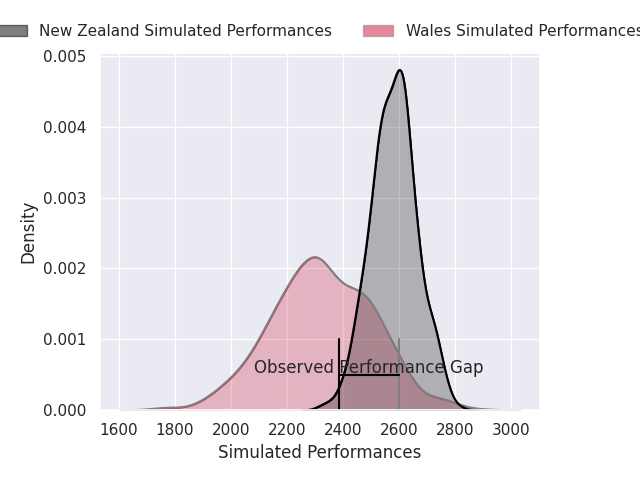 New Zealand Simulated Performances
Wales Simulated Performances
0.005
0.004
0.003
0.002
0.001
0.000
Density
Observed Performance Gap
1600 1800 2000 2200 2400 2600 2800 3000
Simulated Performances